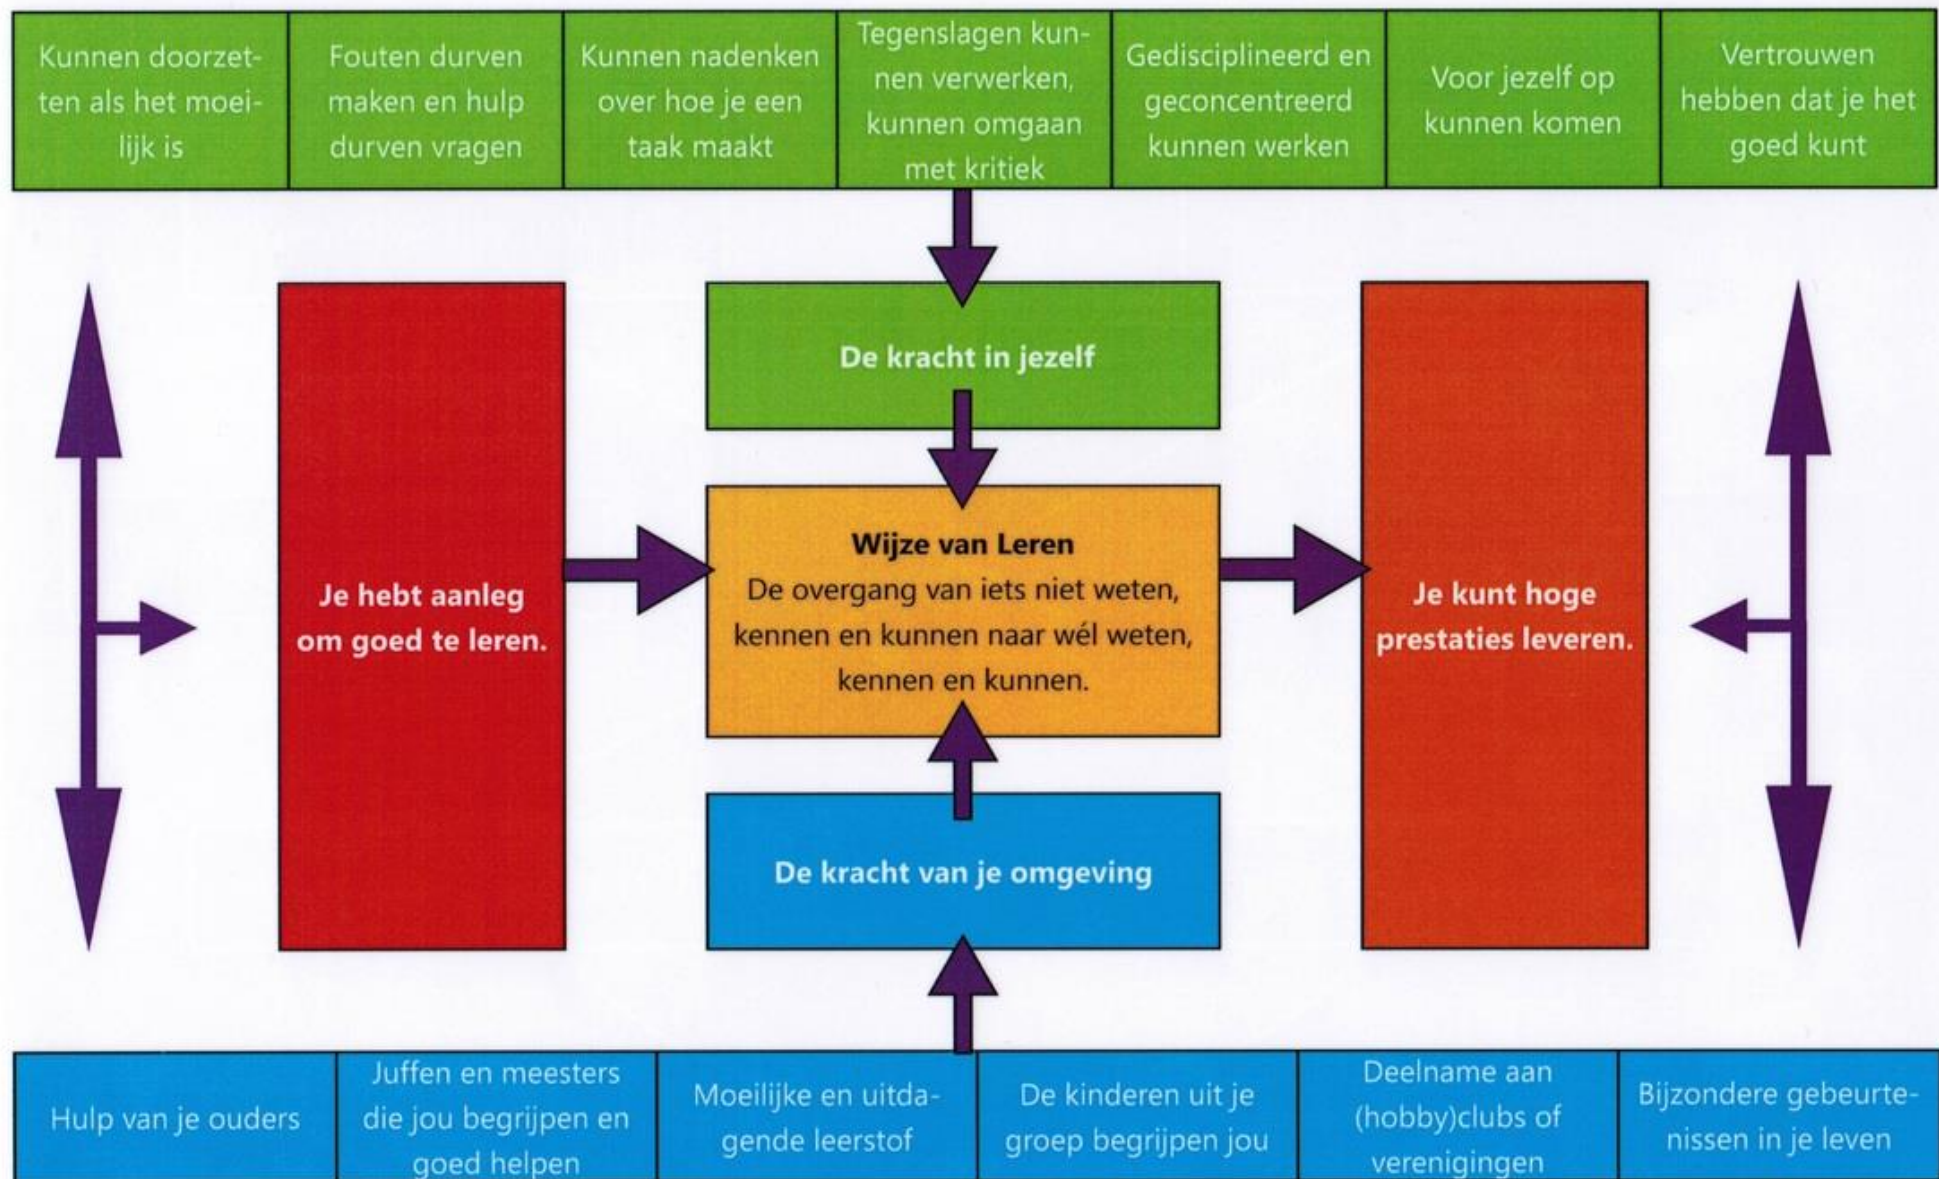 Kunnen doorzet-
ten als het moei-
lijk is
Fouten durven
maken en hulp
durven vragen
Kunnen nadenken
over hoe je een
taak maakt
Tegenslagen kun-
nen verwerken,
kunnen omgaan
met kritiek
Gedisciplineerd en
geconcentreerd
kunnen werken
Voor jezelf op
kunnen komen
Vertrouwen
hebben dat je het
goed kunt
De kracht in jezelf
Je hebt aanleg
om goed te leren.
Wijze van Leren
De overgang van iets niet weten,
kennen en kunnen naar wél weten,
kennen en kunnen.
Je kunt hoge
prestaties leveren.
De kracht van je omgeving
Hulp van je ouders
Juffen en meesters
die jou begrijpen en
goed helpen
Moeilijke en uitda-
gende leerstof
De kinderen uit je
groep begrijpen jou
Deelname aan
(hobby)clubs of
verenigingen
Bijzondere gebeurte-
nissen in je leven